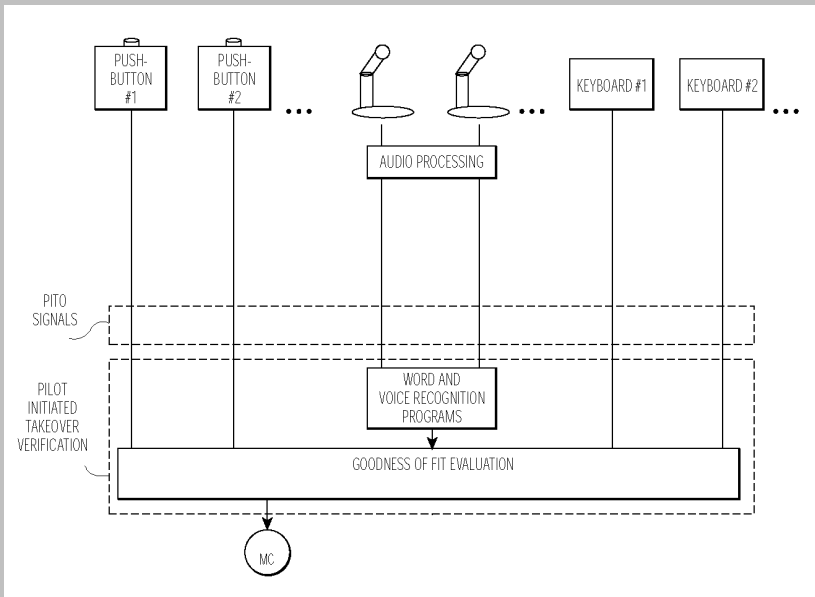 PUSH-
BUTTON
#1
PUSH-
BUTTON
#2
KEYBOARD #1
KEYBOARD #2
AUDIO PROCESSING
PITO
SIGNALS
WORD AND
VOICE RECOGNITION
PROGRAMS
PILOT
INITIATED
TAKEOVER
VERIFICATION
GOODNESS OF FIT EVALUATION
MC